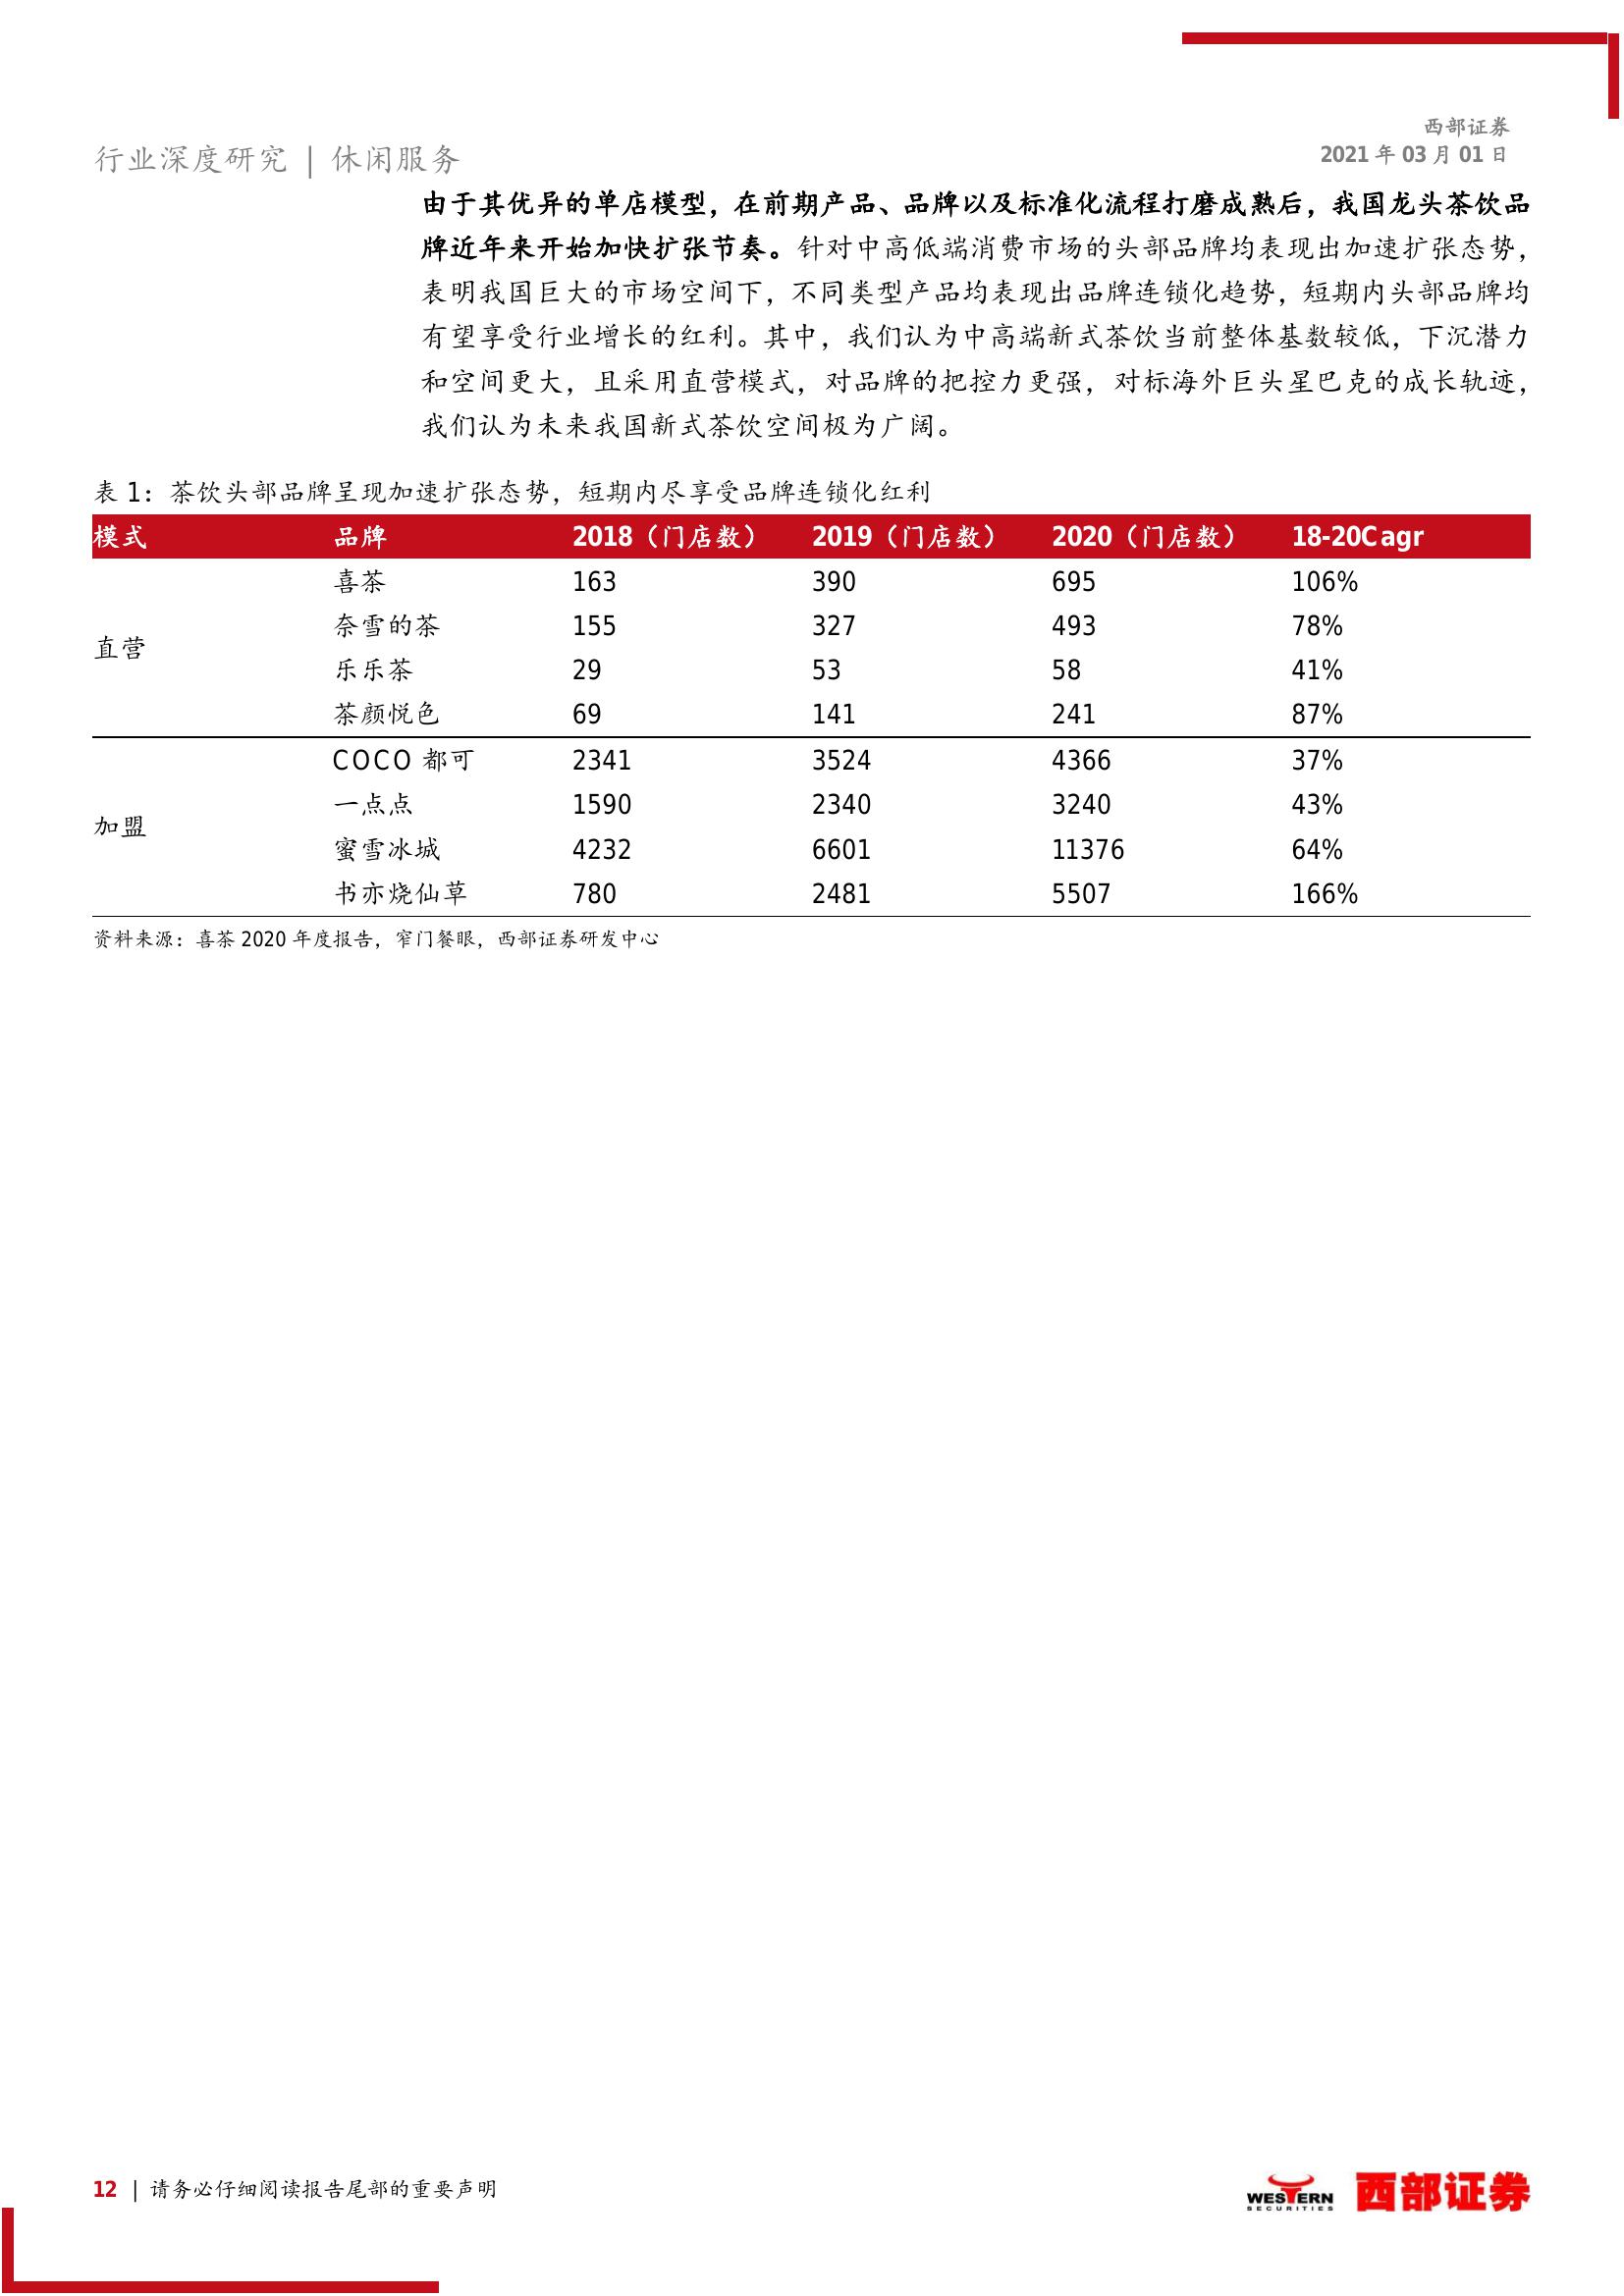 西部证券
行业深度研究 | 休闲服务
2021 年 03 月 01 日
由于其优异的单店模型，在前期产品、品牌以及标准化流程打磨成熟后，我国龙头茶饮品
牌近年来开始加快扩张节奏。针对中高低端消费市场的头部品牌均表现出加速扩张态势，
表明我国巨大的市场空间下，不同类型产品均表现出品牌连锁化趋势，短期内头部品牌均
有望享受行业增长的红利。其中，我们认为中高端新式茶饮当前整体基数较低，下沉潜力
和空间更大，且采用直营模式，对品牌的把控力更强，对标海外巨头星巴克的成长轨迹，
我们认为未来我国新式茶饮空间极为广阔。
表 1：茶饮头部品牌呈现加速扩张态势，短期内尽享受品牌连锁化红利
模式 品牌 2018（门店数） 2019（门店数） 2020（门店数） 18-20Cagr
喜茶 163 390 695 106%
奈雪的茶 155 327 493 78%
直营
乐乐茶 29 53 58 41%
茶颜悦色 69 141 241 87%
COCO 都可 2341 3524 4366 37%
一点点 1590 2340 3240 43%
加盟
蜜雪冰城 4232 6601 11376 64%
书亦烧仙草 780 2481 5507 166%
资料来源：喜茶 2020 年度报告，窄门餐眼，西部证券研发中心
12 | 请务必仔细阅读报告尾部的重要声明
WESTERN
SECURITIES
西部证券